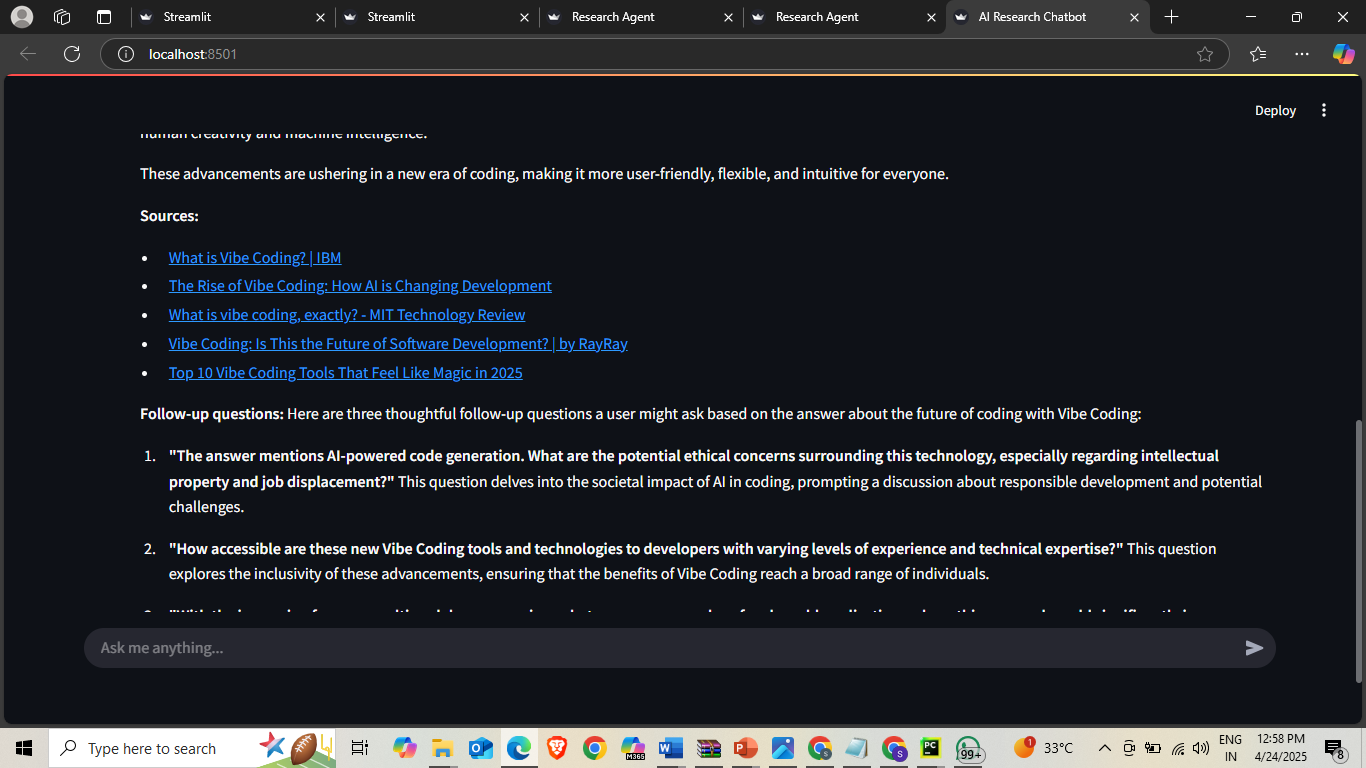 Streamlit
Streamlit
Research Agent
Research Agent
AI Research Chatbot
localhost:8501
Deploy
human creativity and machine intelligence.
These advancements are ushering in a new era of coding, making it more user-friendly, flexible, and intuitive for everyone.
Sources:
What is Vibe Coding? | IBM
The Rise of Vibe Coding: How AI is Changing Development
What is vibe coding, exactly? - MIT Technology Review
Vibe Coding: Is This the Future of Software Development? | by RayRay
Top 10 Vibe Coding Tools That Feel Like Magic in 2025
Follow-up questions: Here are three thoughtful follow-up questions a user might ask based on the answer about the future of coding with Vibe Coding:
1. "The answer mentions AI-powered code generation. What are the potential ethical concerns surrounding this technology, especially regarding intellectual
property and job displacement?" This question delves into the societal impact of AI in coding, prompting a discussion about responsible development and potential
challenges.
2. "How accessible are these new Vibe Coding tools and technologies to developers with varying levels of experience and technical expertise?" This question
explores the inclusivity of these advancements, ensuring that the benefits of Vibe Coding reach a broad range of individuals.
Ask me anything...
Type here to search
M365
PC
99+
1
33°C
ENG
IN
12:58 PM
4/24/2025
8